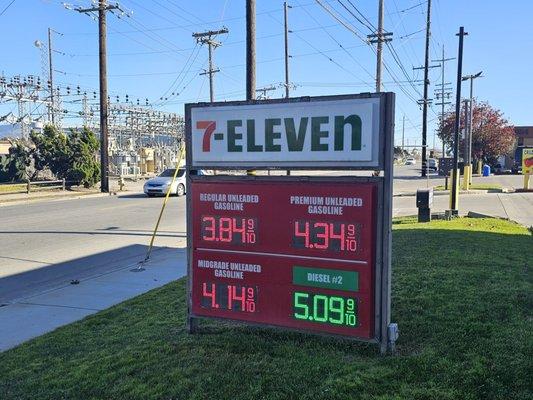 7-ELEVEN
REGULAR UNLEADED
GASOLINE
3.84 9/10
PREMIUM UNLEADED
GASOLINE
4.34 9/10
MIDGRADE UNLEADED
GASOLINE
4.14 9/10
DIESEL #2
5.09 9/10